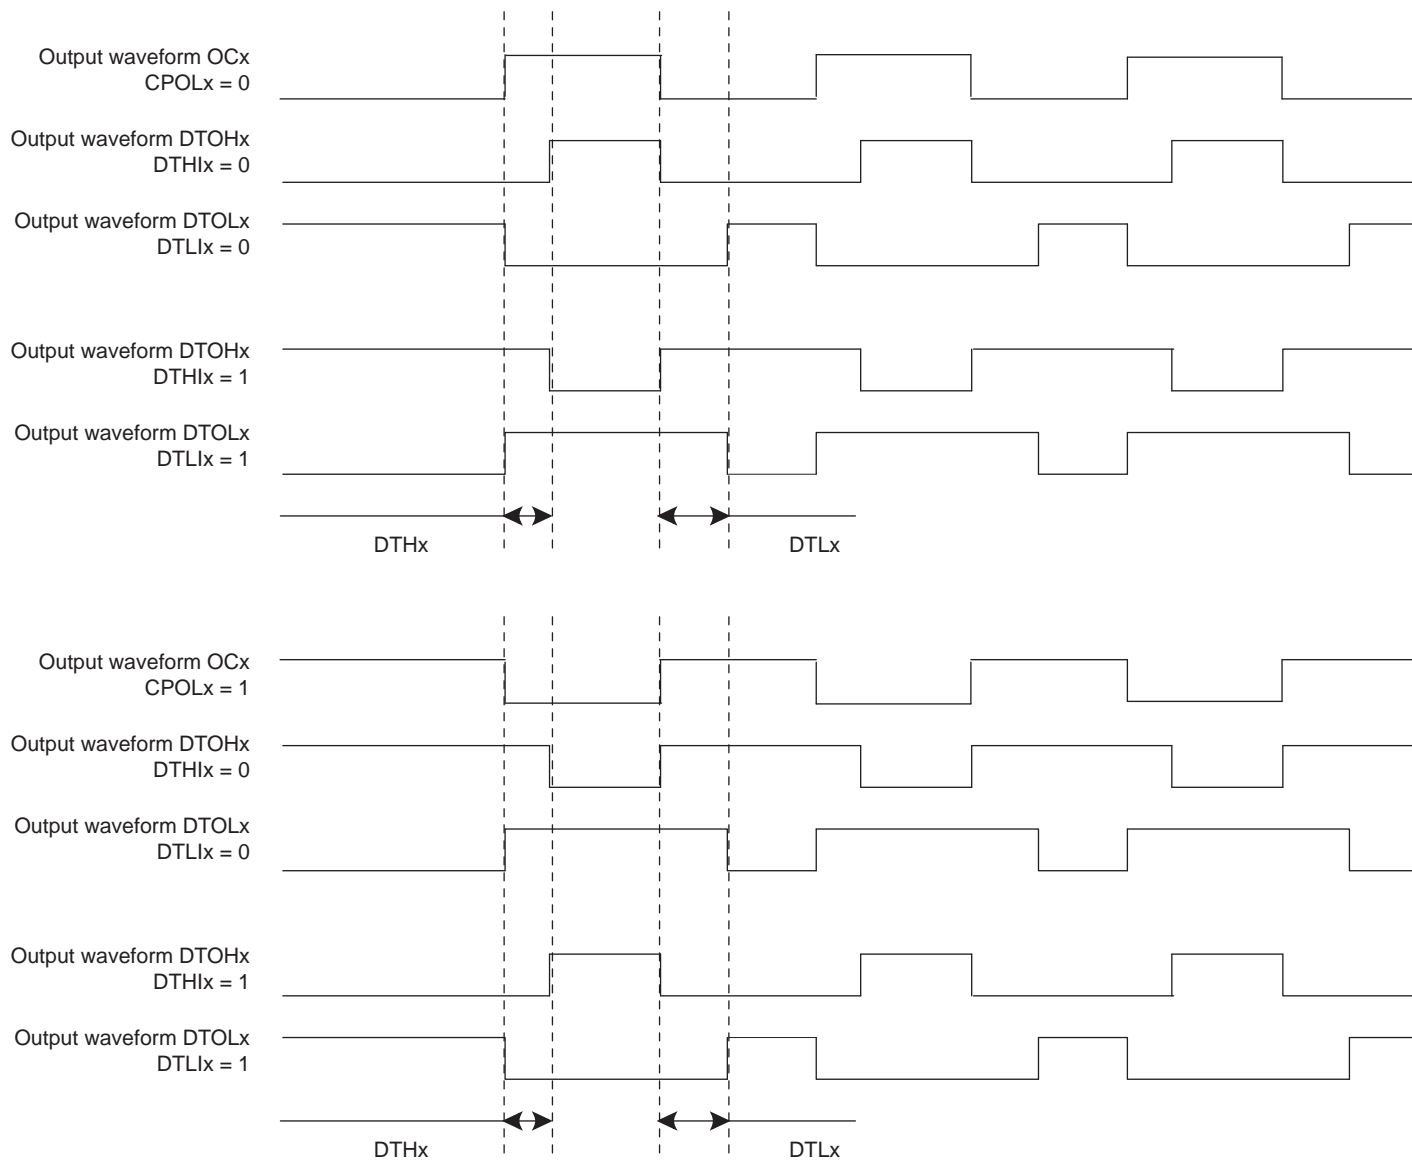 Output waveform OCx
CPOLx = 0
Output waveform DTOHx
DTHIx = 0
Output waveform DTOLx
DTLIx = 0
Output waveform DTOHx
DTHIx = 1
Output waveform DTOLx
DTLIx = 1
DTHx
DTLx
Output waveform OCx
CPOLx = 1
Output waveform DTOHx
DTHIx = 0
Output waveform DTOLx
DTLIx = 0
Output waveform DTOHx
DTHIx = 1
Output waveform DTOLx
DTLIx = 1
DTHx
DTLx